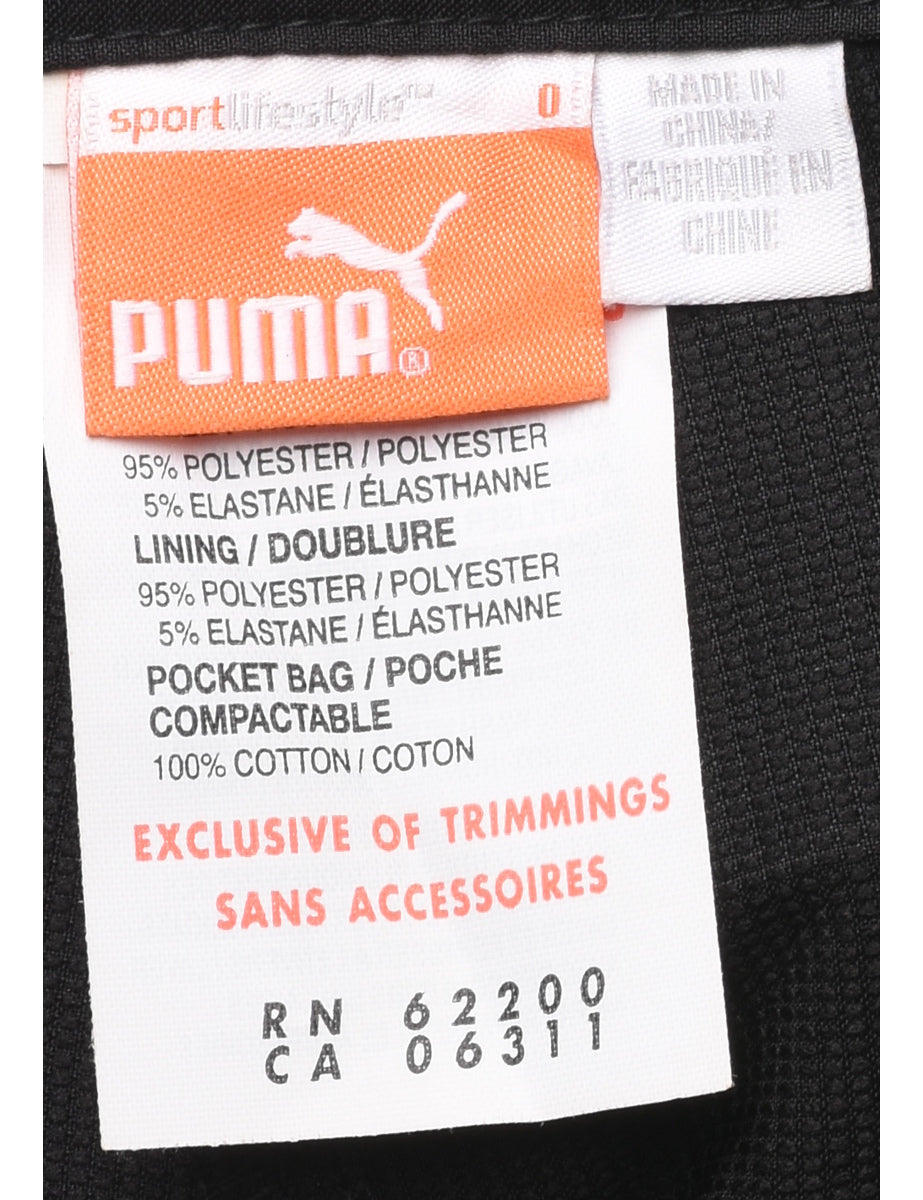 sportlifestyle™ 0
MADE IN
CHINA/
FABRIQUÉ EN
CHINE
PUMA®
95% POLYESTER / POLYESTER
5% ELASTANE / ÉLASTHANNE
LINING / DOUBLURE
95% POLYESTER / POLYESTER
5% ELASTANE / ÉLASTHANNE
POCKET BAG / POCHE
COMPACTABLE
100% COTTON / COTON
EXCLUSIVE OF TRIMMINGS
SANS ACCESSOIRES
RN 62200
CA 06311